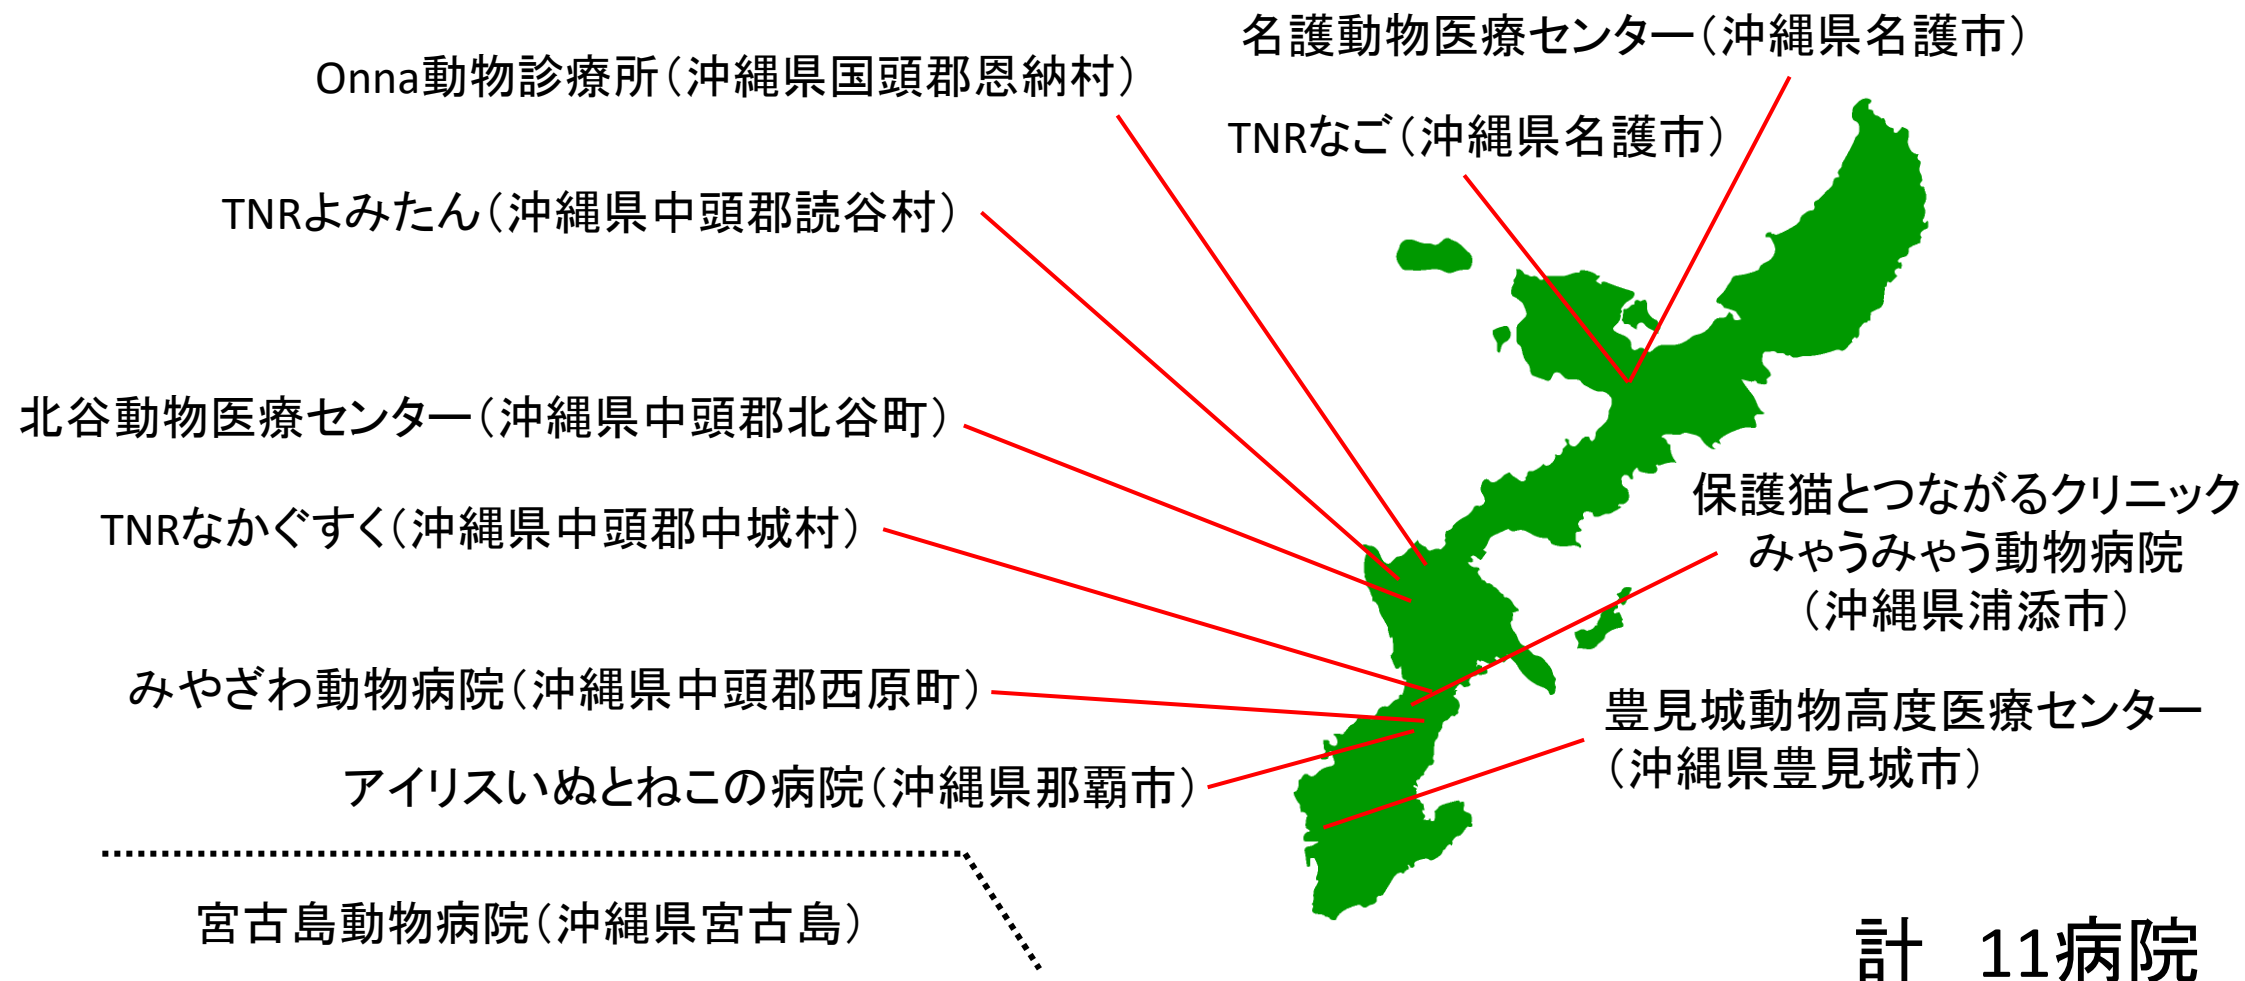 名護動物医療センター(沖縄県名護市)
Onna動物診療所(沖縄県国頭郡恩納村)
TNRなご(沖縄県名護市)
TNRよみたん(沖縄県中頭郡読谷村)
北谷動物医療センター(沖縄県中頭郡北谷町)
保護猫とつながるクリニック
みゃうみゃう動物病院
(沖縄県浦添市)
TNRなかぐすく(沖縄県中頭郡中城村)
みやざわ動物病院(沖縄県中頭郡西原町)
豊見城動物高度医療センター
(沖縄県豊見城市)
アイリスいぬとねこの病院(沖縄県那覇市)
宮古島動物病院(沖縄県宮古島)
計 11病院